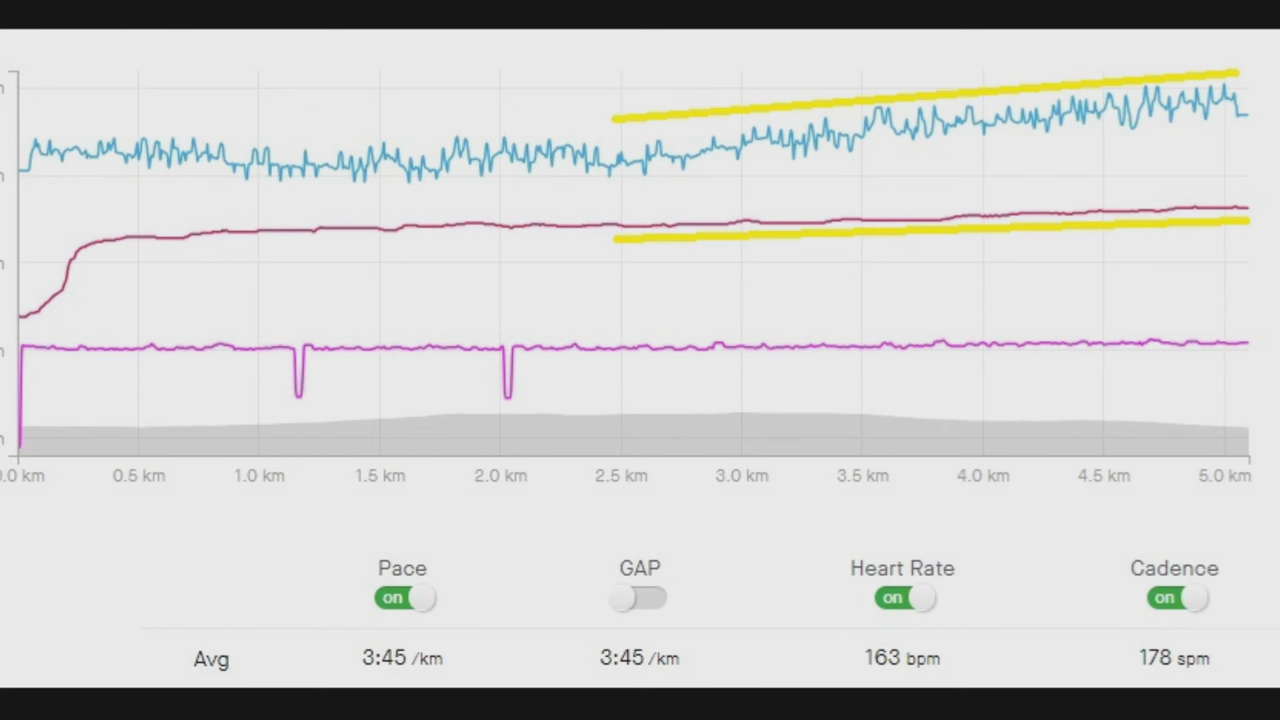 0.0 km 0.5 km 1.0 km 1.5 km 2.0 km 2.5 km 3.0 km 3.5 km 4.0 km 4.5 km 5.0 km
Pace GAP Heart Rate Cadence
on on on
Avg 3:45 /km 3:45 /km 163 bpm 178 spm